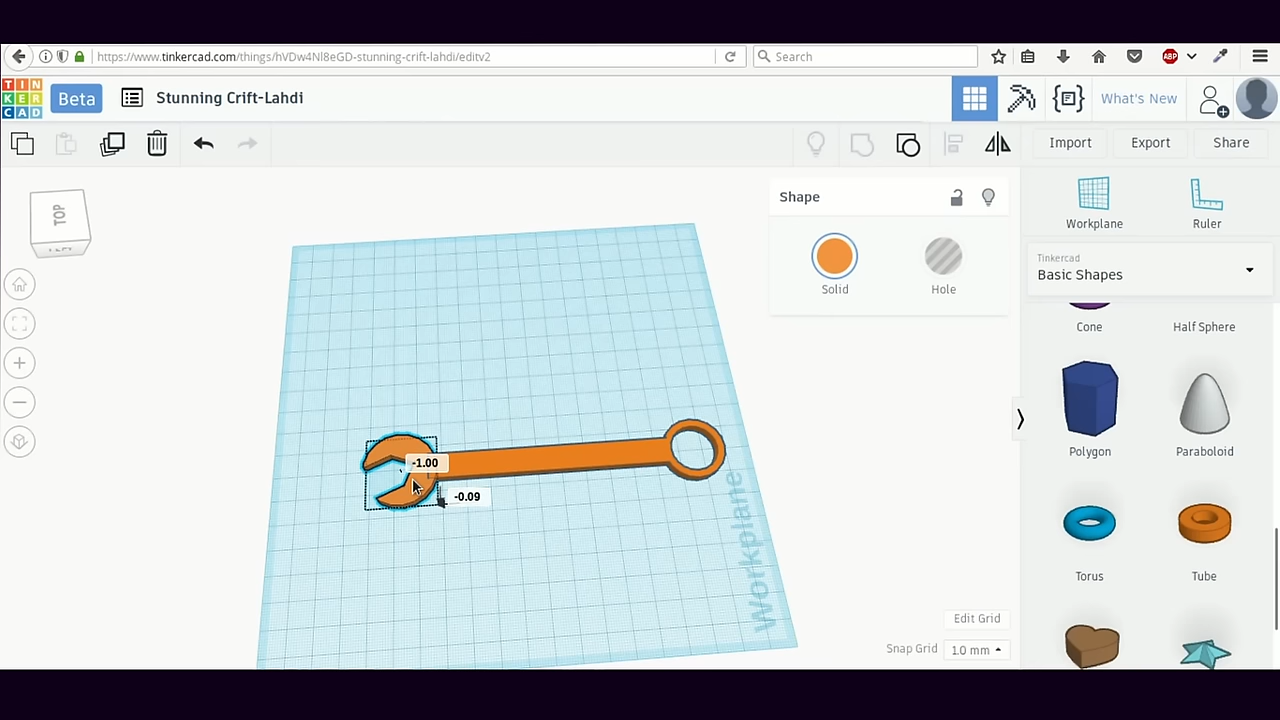 https://www.tinkercad.com/things/hVDw4Nl8eGD-stunning-crift-lahdi/editv2
Search
ABP
TIN
KER
CAD
Beta
Stunning Crift-Lahdi
What's New
Import
Export
Share
TOP
LEFT
Shape
Solid
Hole
Workplane
Ruler
Tinkercad
Basic Shapes
Cone
Half Sphere
Polygon
Paraboloid
Torus
Tube
-1.00
-0.09
Workplane
Edit Grid
Snap Grid
1.0 mm